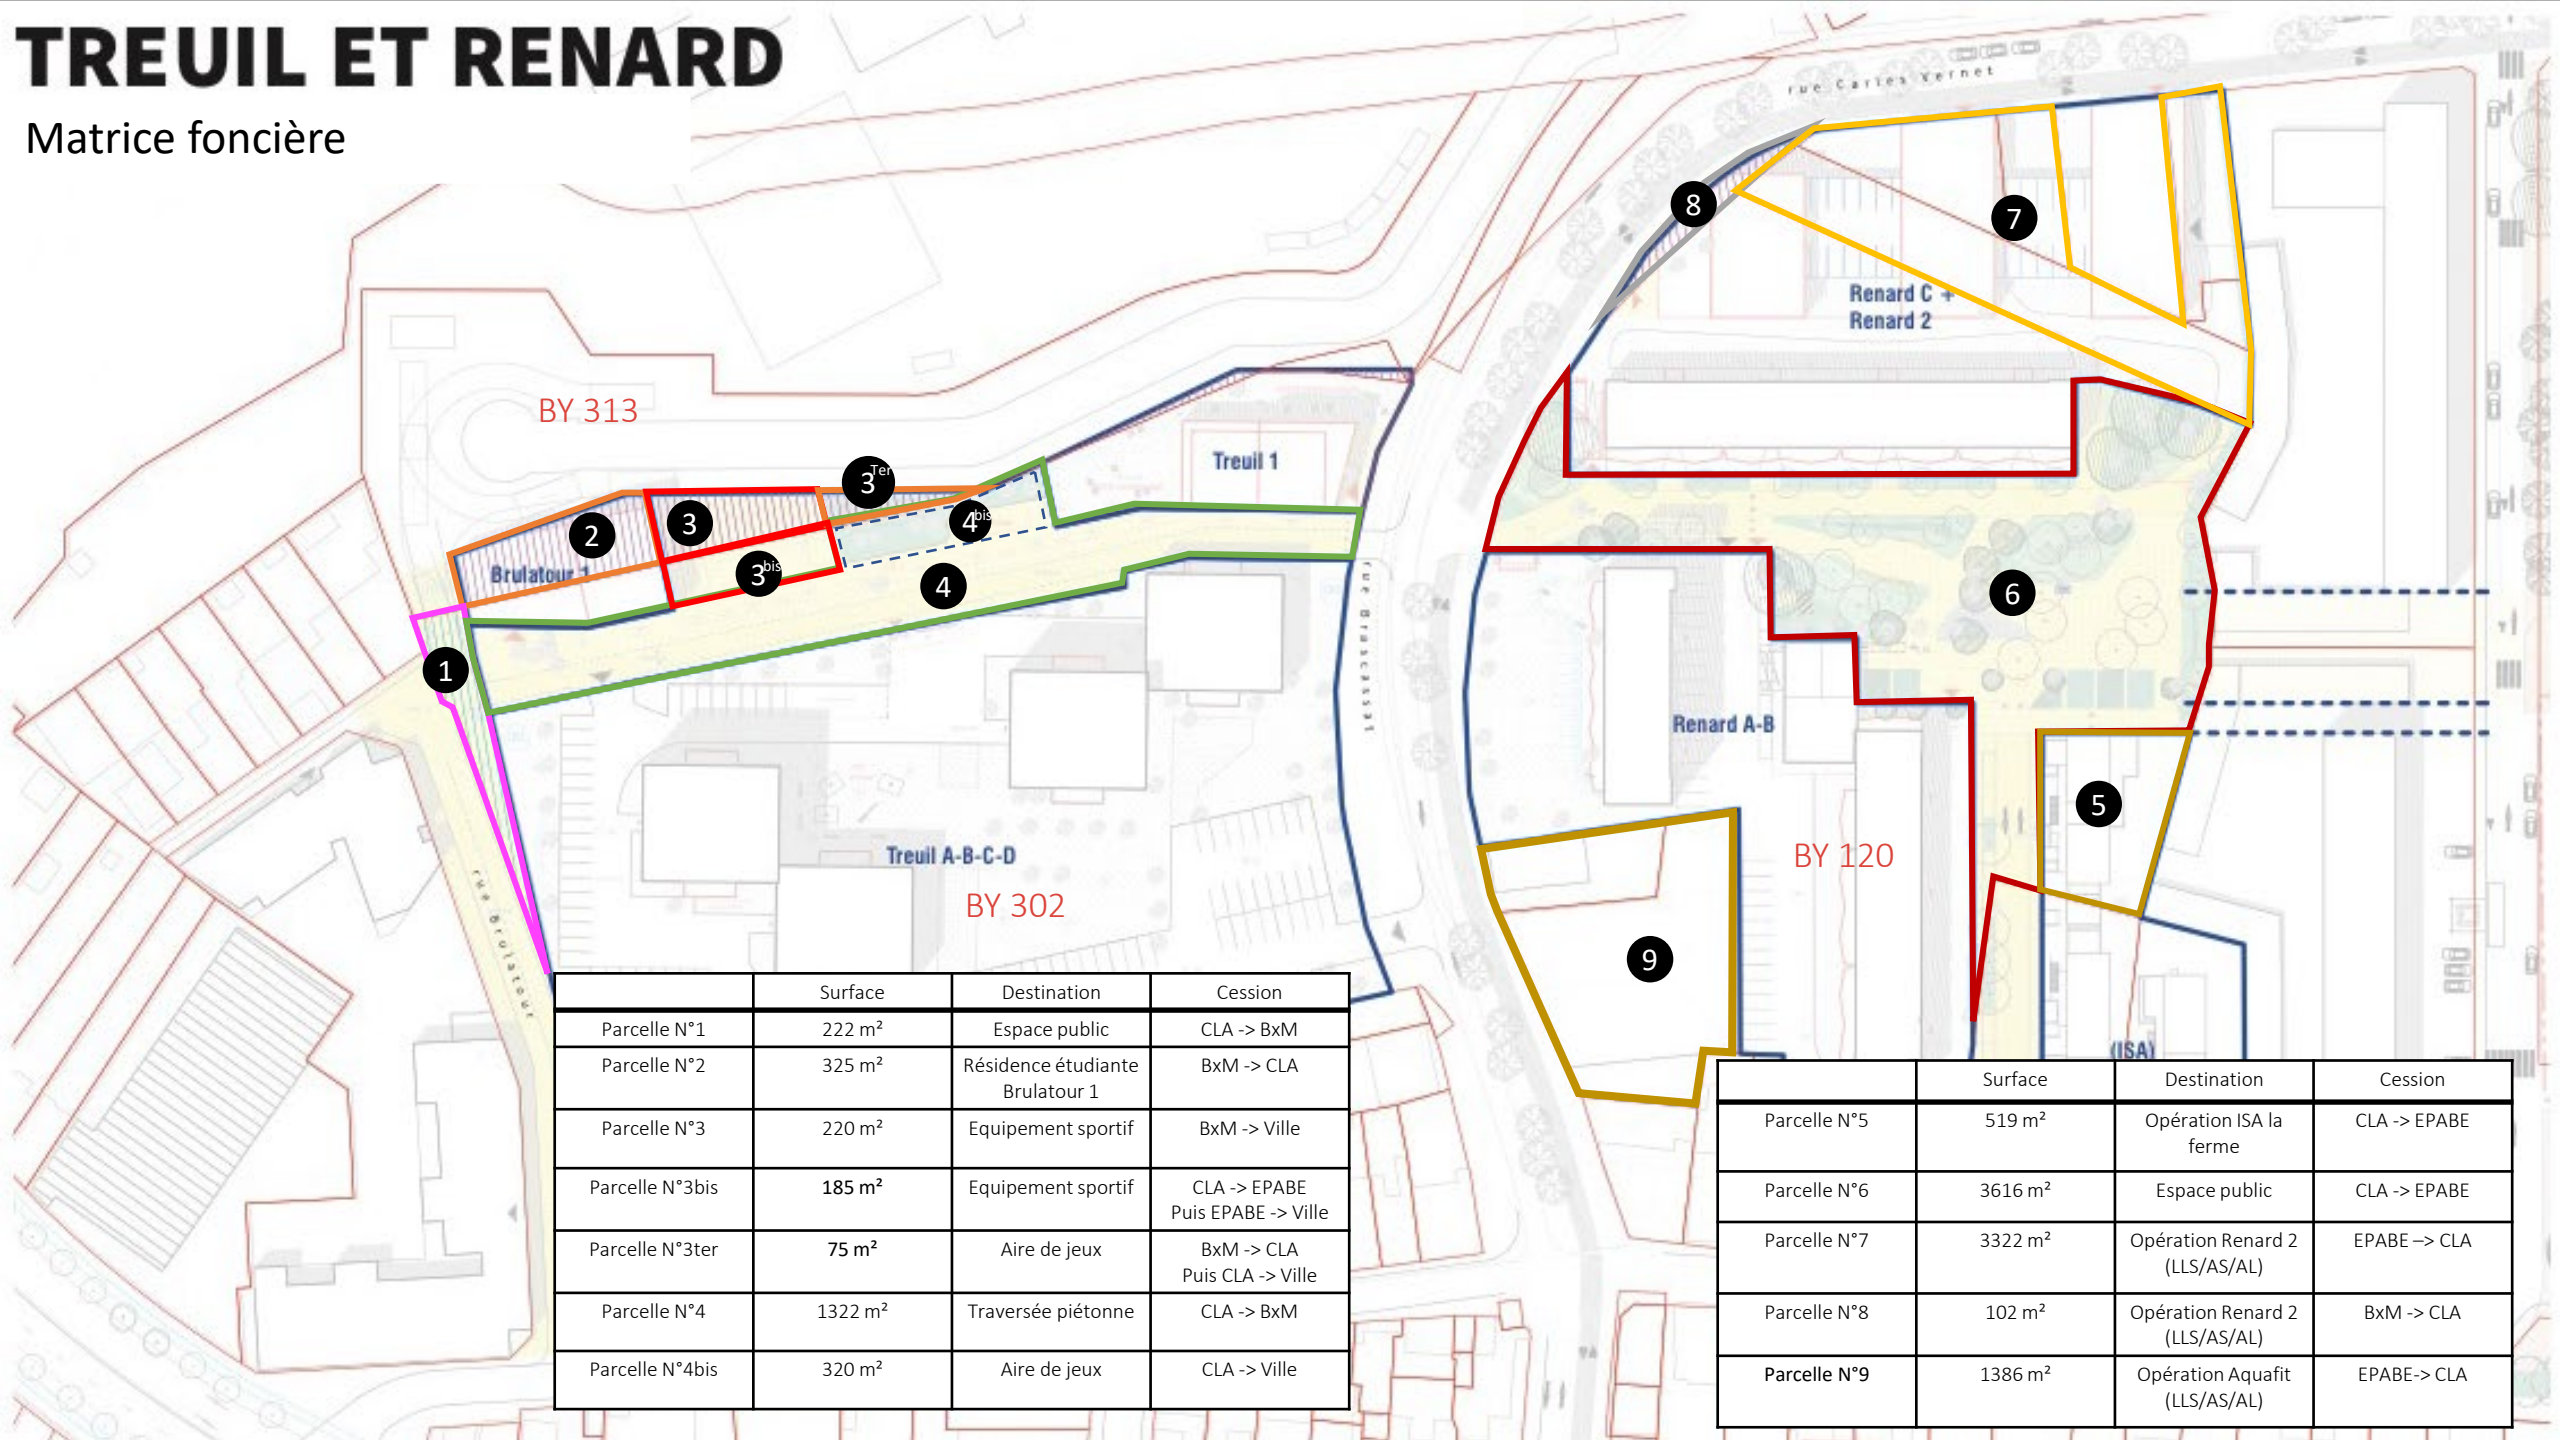 TREUIL ET RENARD
Matrice foncière
rue Carles Vernet
8
7
Renard C +
Renard 2
BY 313
Treuil 1
3 Ter
2
3
4 bis
Brulatour 1
3 bis
4
6
1
rue Brascassat
Renard A-B
5
Treuil A-B-C-D
BY 120
BY 302
rue Brulatour
9
(ISA)
Surface Destination Cession
Parcelle N°1 222 m² Espace public CLA -> BxM
Parcelle N°2 325 m² Résidence étudiante BxM -> CLA
Brulatour 1
Parcelle N°3 220 m² Equipement sportif BxM -> Ville
Parcelle N°3bis 185 m² Equipement sportif CLA -> EPABE
Puis EPABE -> Ville
Parcelle N°3ter 75 m² Aire de jeux BxM -> CLA
Puis CLA -> Ville
Parcelle N°4 1322 m² Traversée piétonne CLA -> BxM
Parcelle N°4bis 320 m² Aire de jeux CLA -> Ville
Surface Destination Cession
Parcelle N°5 519 m² Opération ISA la CLA -> EPABE
ferme
Parcelle N°6 3616 m² Espace public CLA -> EPABE
Parcelle N°7 3322 m² Opération Renard 2 EPABE –> CLA
(LLS/AS/AL)
Parcelle N°8 102 m² Opération Renard 2 BxM -> CLA
(LLS/AS/AL)
Parcelle N°9 1386 m² Opération Aquafit EPABE-> CLA
(LLS/AS/AL)